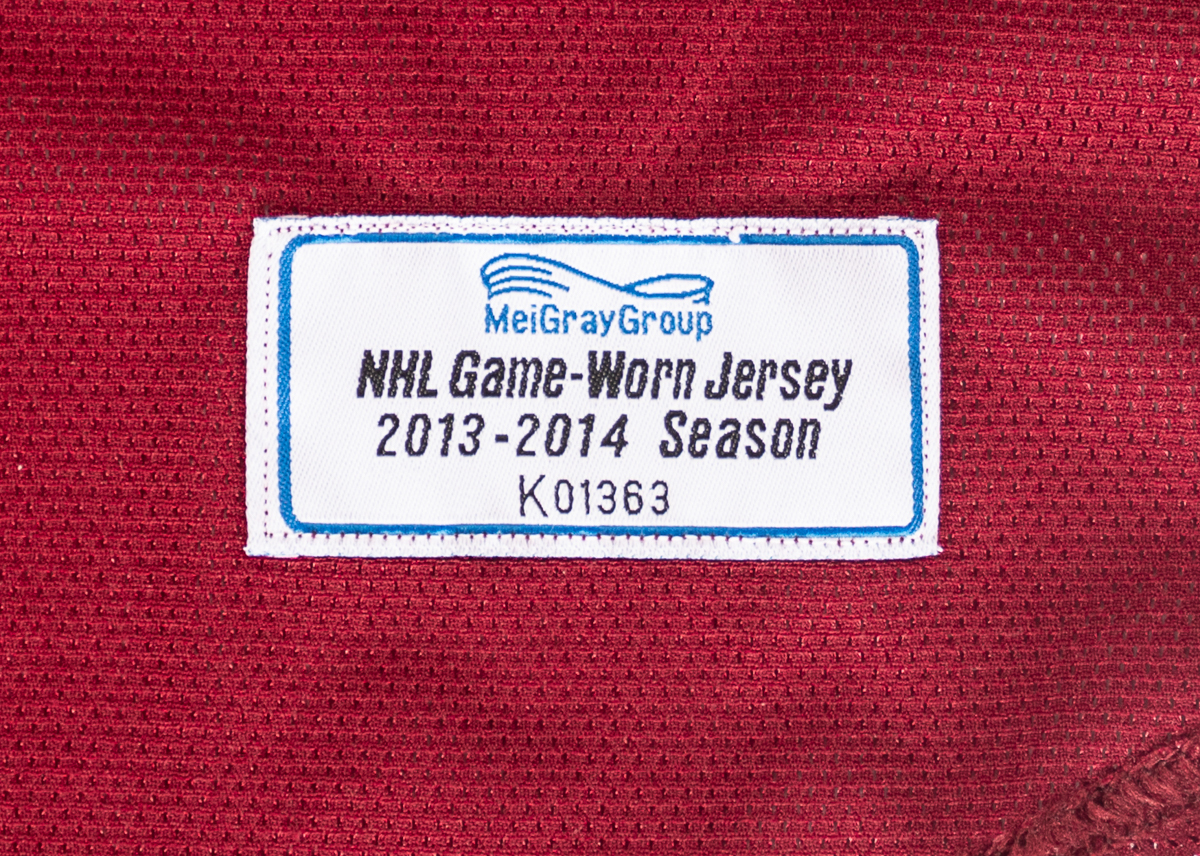 MeiGrayGroup
NHL Game-Worn Jersey
2013-2014 Season
K01363